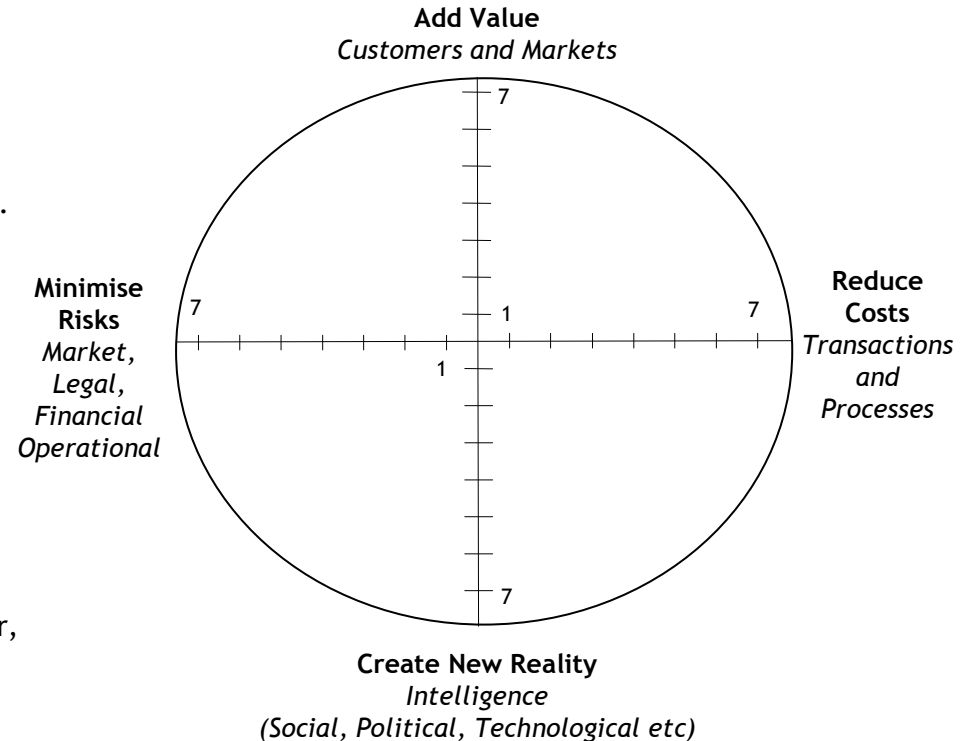 Add Value
Customers and Markets
7
.
Minimise
Risks
Market,
Legal,
Financial
Operational
7
1
1
7
Reduce
Costs
Transactions
and
Processes
7
r,
Create New Reality
Intelligence
(Social, Political, Technological etc)